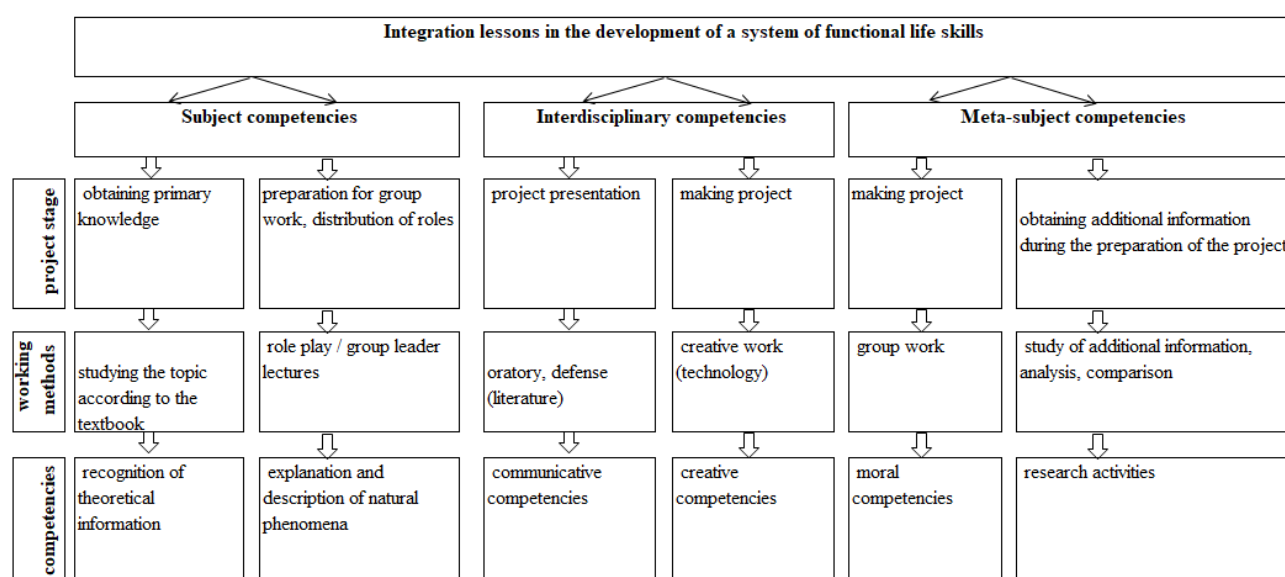 Integration lessons in the development of a system of functional life skills
Subject competencies
Interdisciplinary competencies
Meta-subject competencies
project stage
obtaining primary
knowledge
preparation for group
work, distribution of roles
project presentation
making project
making project
obtaining additional information
during the preparation of the project
working
methods
studying the topic
according to the
textbook
role play / group leader
lectures
oratory, defense
(literature)
creative work
(technology)
group work
study of additional information,
analysis, comparison
competencies
recognition of
theoretical
information
explanation and
description of natural
phenomena
communicative
competencies
creative
competencies
moral
competencies
research activities